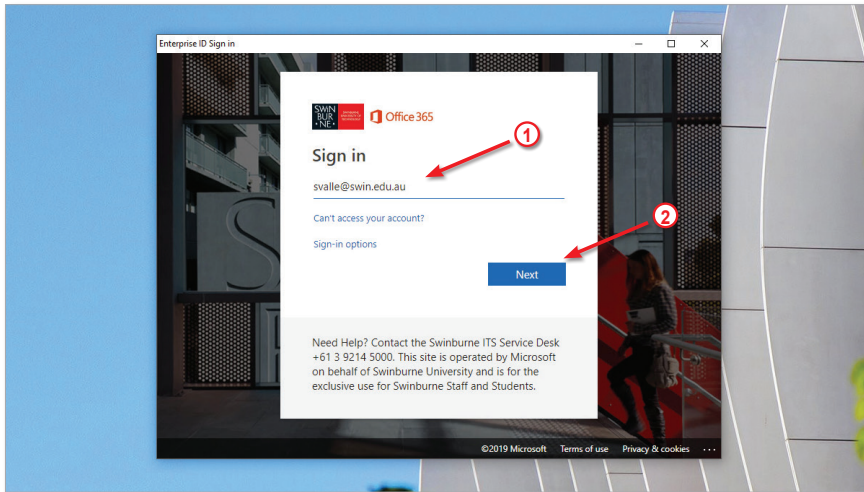 Enterprise ID Sign in
SWIN
BUR
•NE•
Office 365
1
Sign in
svalle@swin.edu.au
Can't access your account?
2
Sign-in options
Next
Need Help? Contact the Swinburne ITS Service Desk
+61 3 9214 5000. This site is operated by Microsoft
on behalf of Swinburne University and is for the
exclusive use for Swinburne Staff and Students.
©2019 Microsoft Terms of use Privacy & cookies ...